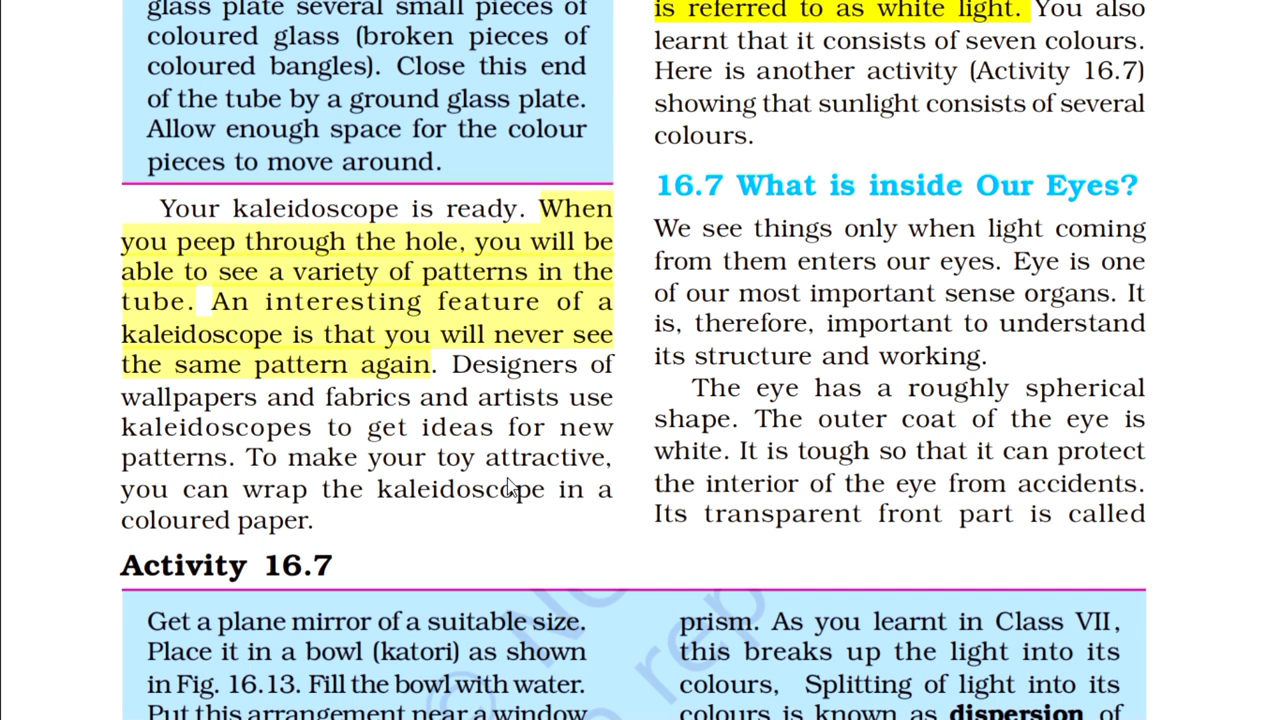 glass plate several small pieces of
coloured glass (broken pieces of
coloured bangles). Close this end
of the tube by a ground glass plate.
Allow enough space for the colour
pieces to move around.
Your kaleidoscope is ready. When
you peep through the hole, you will be
able to see a variety of patterns in the
tube. An interesting feature of a
kaleidoscope is that you will never see
the same pattern again. Designers of
wallpapers and fabrics and artists use
kaleidoscopes to get ideas for new
patterns. To make your toy attractive,
you can wrap the kaleidoscope in a
coloured paper.
is referred to as white light. You also
learnt that it consists of seven colours.
Here is another activity (Activity 16.7)
showing that sunlight consists of several
colours.
16.7 What is inside Our Eyes?
We see things only when light coming
from them enters our eyes. Eye is one
of our most important sense organs. It
is, therefore, important to understand
its structure and working.
The eye has a roughly spherical
shape. The outer coat of the eye is
white. It is tough so that it can protect
the interior of the eye from accidents.
Its transparent front part is called
Activity 16.7
Get a plane mirror of a suitable size.
Place it in a bowl (katori) as shown
in Fig. 16.13. Fill the bowl with water.
Put this arrangement near a window
prism. As you learnt in Class VII,
this breaks up the light into its
colours, Splitting of light into its
colours is known as dispersion of